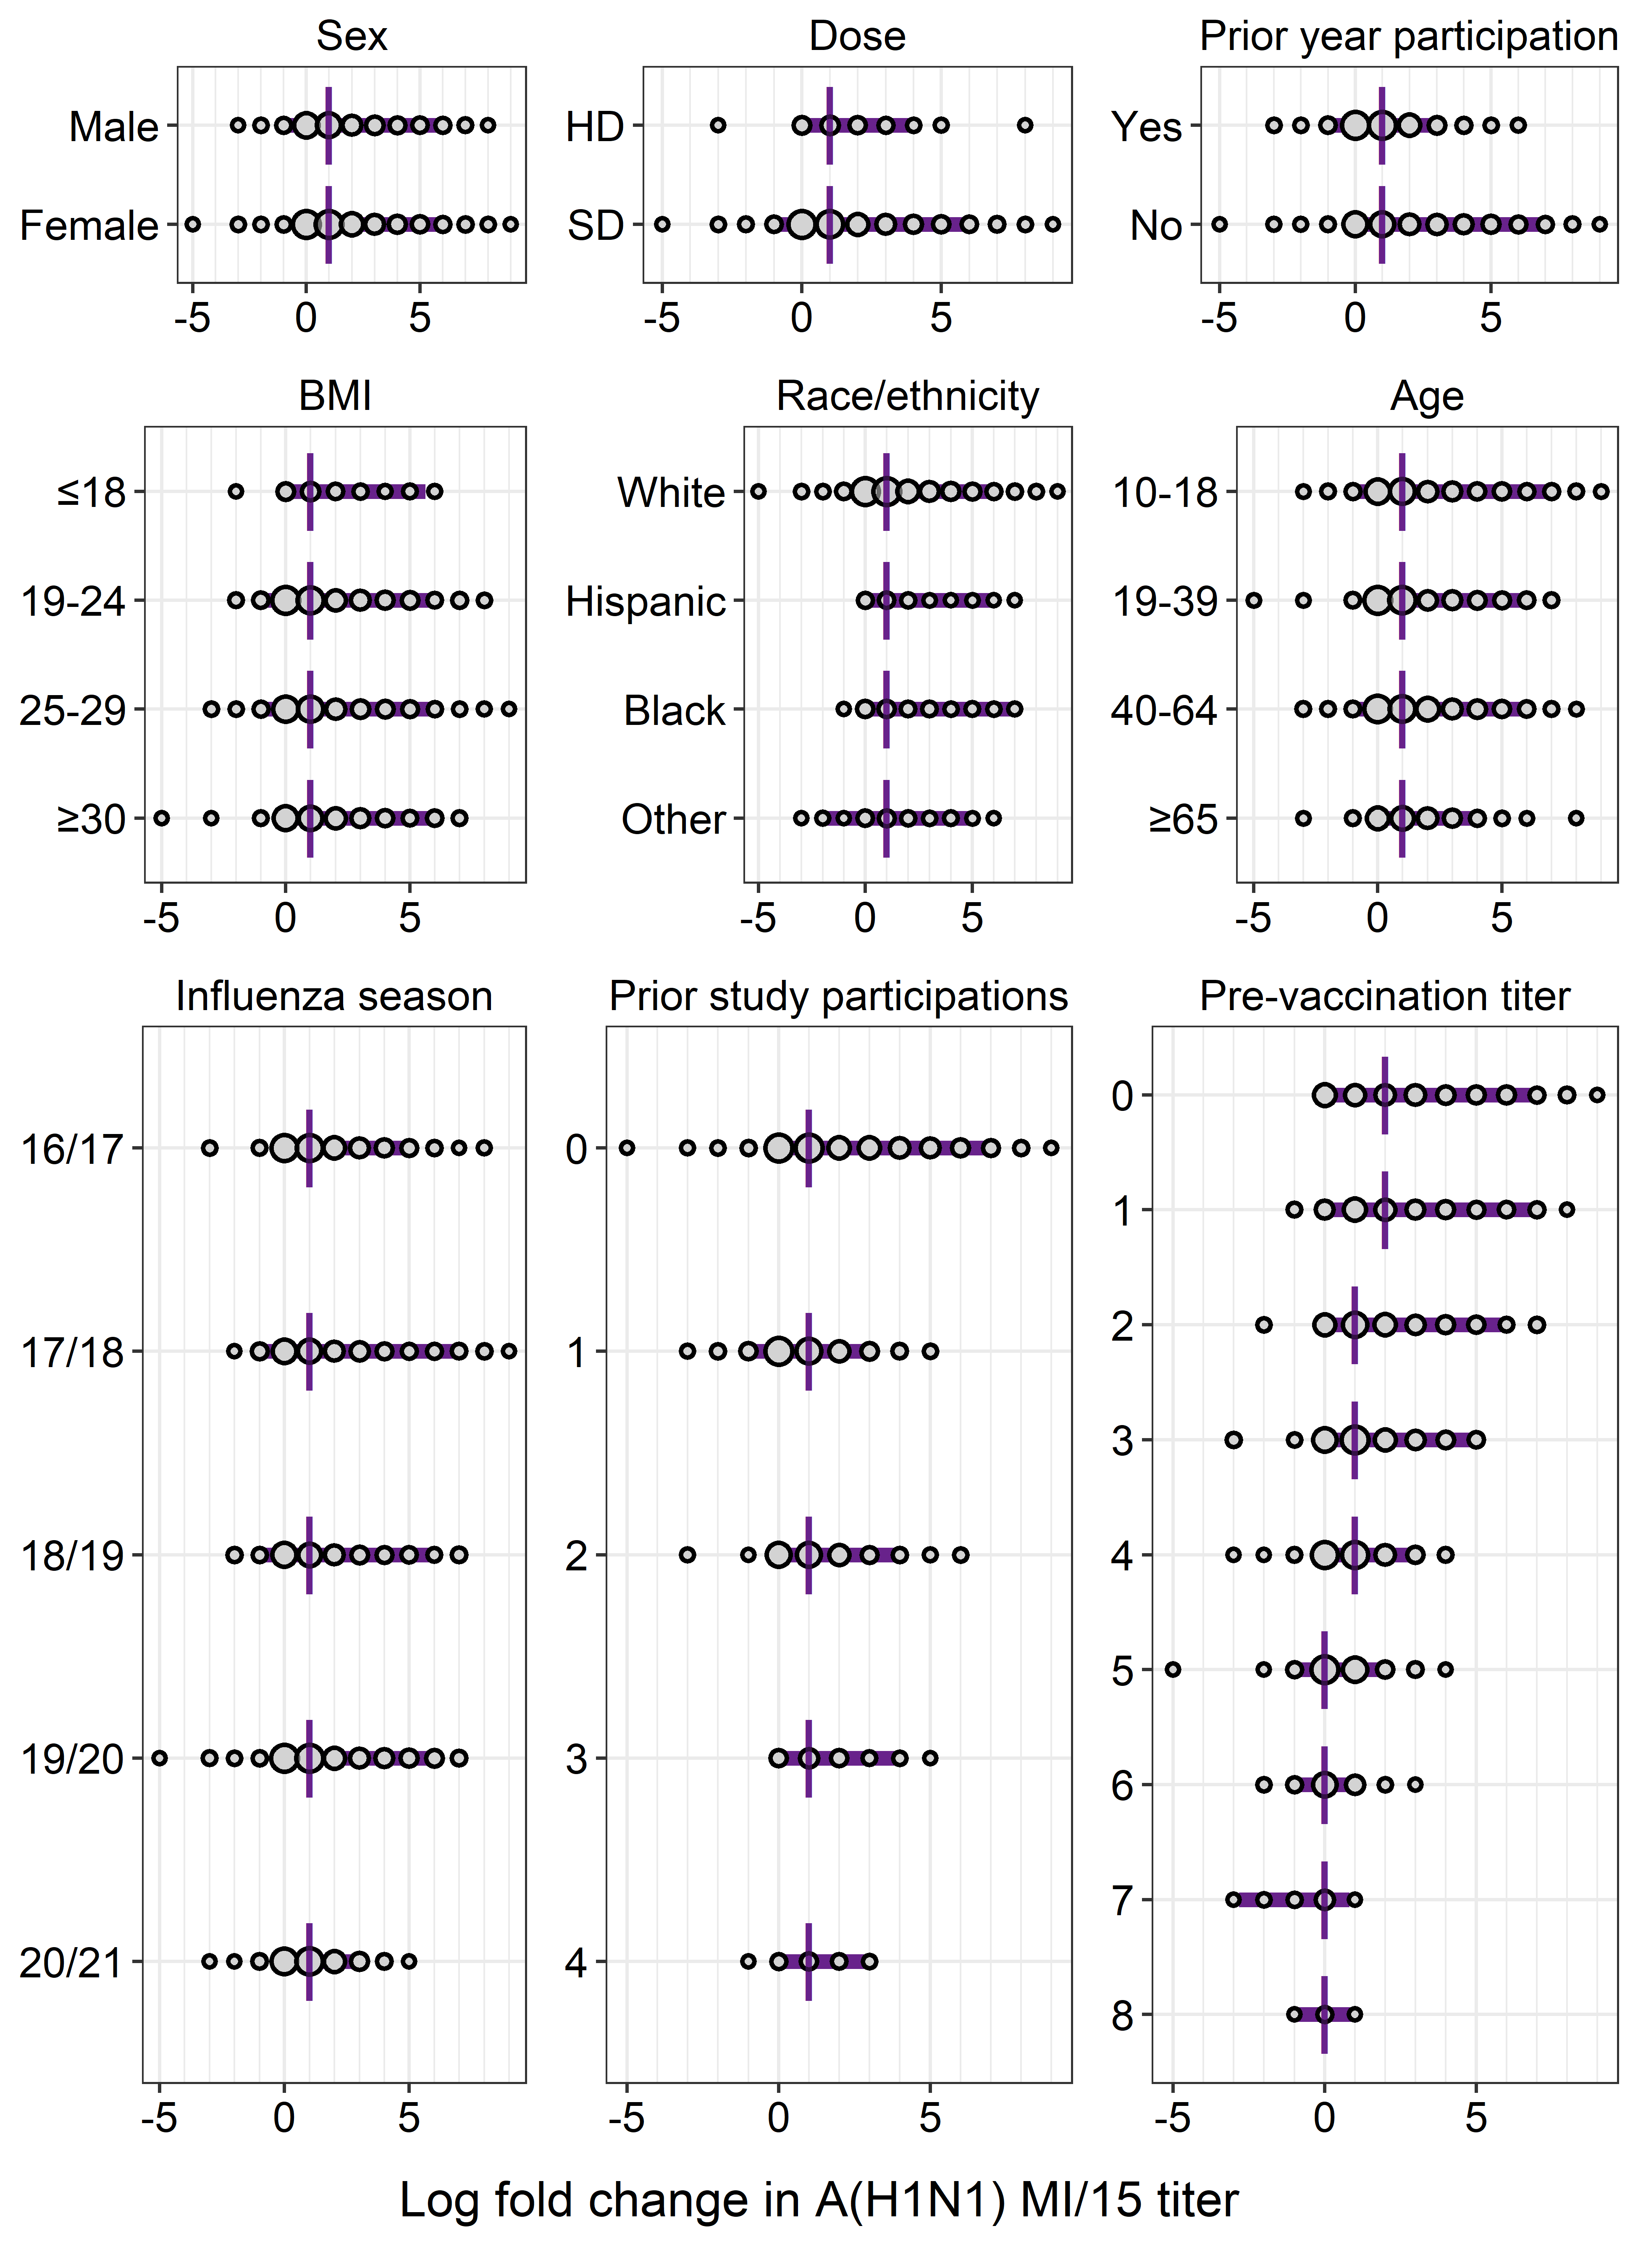 Sex
Male
Female
-5 0 5
Dose
HD
SD
-5 0 5
Prior year participation
Yes
No
-5 0 5
BMI
≤18
19-24
25-29
≥30
-5 0 5
Race/ethnicity
White
Hispanic
Black
Other
-5 0 5
Age
10-18
19-39
40-64
≥65
-5 0 5
Influenza season
16/17
17/18
18/19
19/20
20/21
-5 0 5
Prior study participations
0
1
2
3
4
-5 0 5
Pre-vaccination titer
0
1
2
3
4
5
6
7
8
-5 0 5
Log fold change in A(H1N1) MI/15 titer